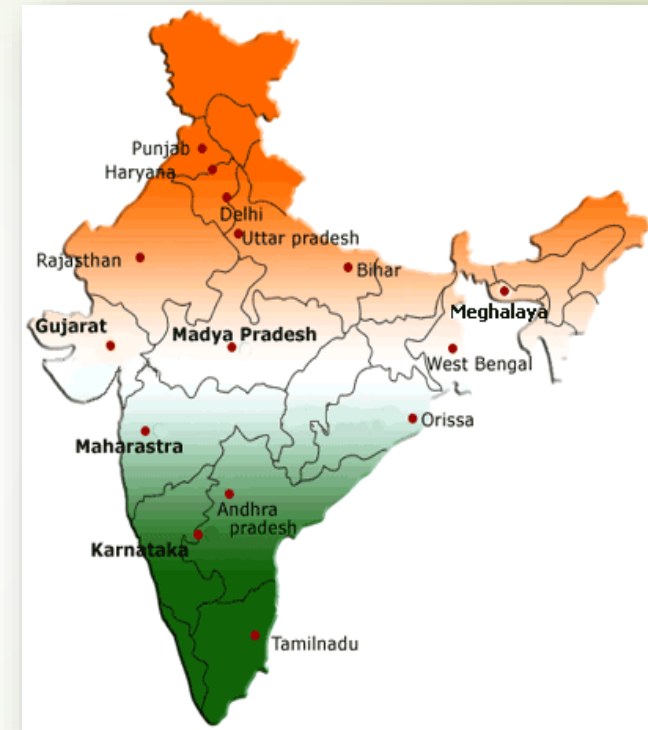 Punjab
Haryana
Delhi
Uttar pradesh
Rajasthan
Bihar
Meghalaya
Gujarat
Madya Pradesh
West Bengal
Orissa
Maharastra
Andhra
pradesh
Karnataka
Tamilnadu